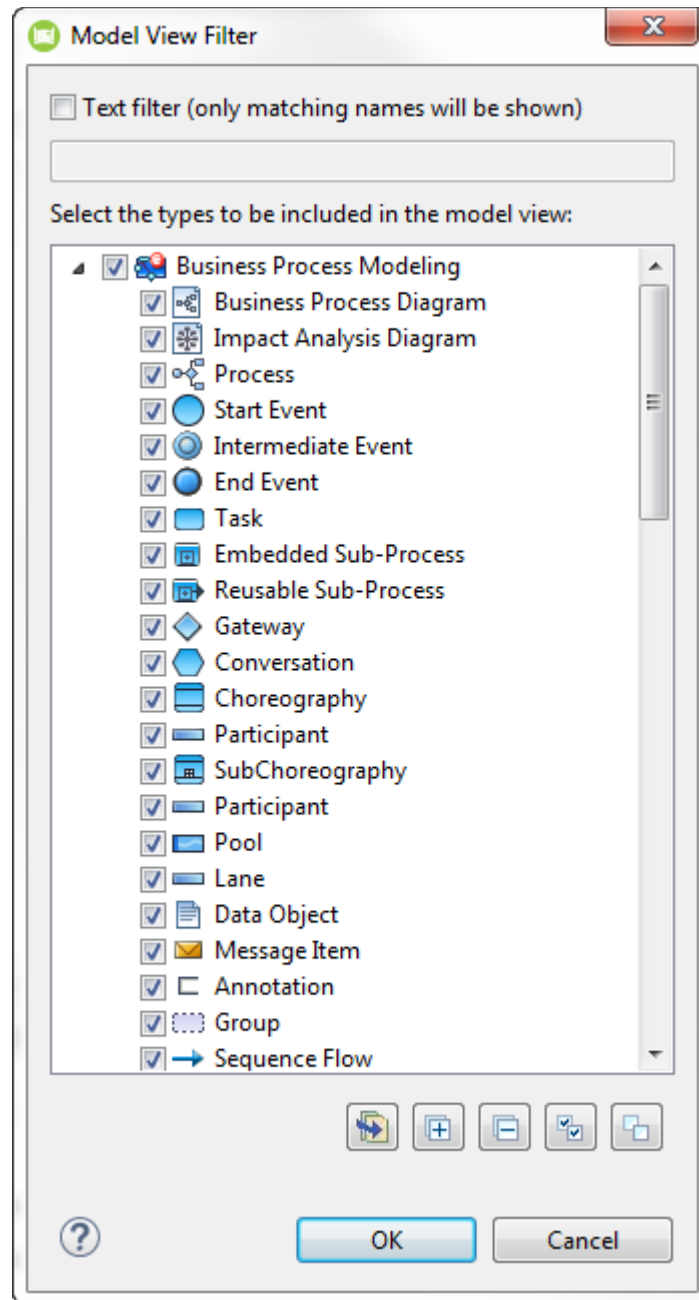 Model View Filter
Text filter (only matching names will be shown)
Select the types to be included in the model view:
Business Process Modeling
Business Process Diagram
Impact Analysis Diagram
Process
Start Event
Intermediate Event
End Event
Task
Embedded Sub-Process
Reusable Sub-Process
Gateway
Conversation
Choreography
Participant
SubChoreography
Participant
Pool
Lane
Data Object
Message Item
Annotation
Group
Sequence Flow
OK
Cancel